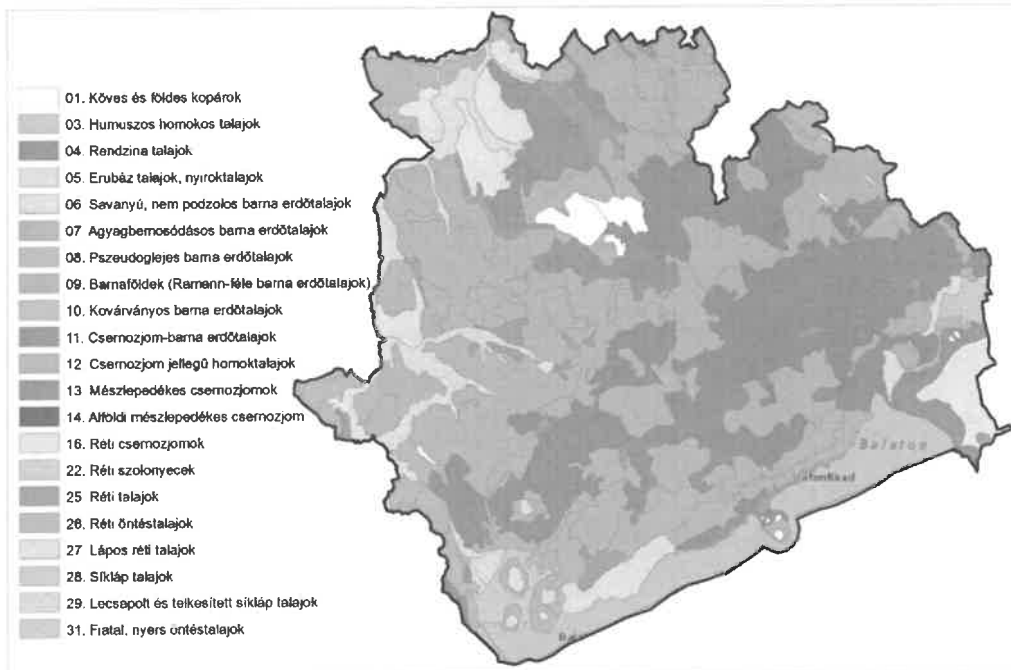 01. Köves és földes kopárok
03. Humuszos homokos talajok
04. Rendzina talajok
05. Erubáz talajok, nyiroktalajok
06 Savanyú, nem podzolos barna erdőtalajok
07 Agyagbemosódásos barna erdőtalajok
08. Pszeudoglejes barna erdőtalajok
09. Barnaföldek (Ramann-féle barna erdőtalajok)
10. Kovárványos barna erdőtalajok
11. Csernozjom-barna erdőtalajok
12 Csernozjom jellegű homoktalajok
13 Mészlepedékes csernozjomok
14. Alföldi mészlepedékes csernozjom
16. Réti csernozjomok
22. Réti szolonyecek
25 Réti talajok
26. Réti öntéstalajok
27 Lápos réti talajok
28. Síkláp talajok
29. Lecsapolt és telkesített síkláp talajok
31. Fiatal, nyers öntéstalajok
Balaton